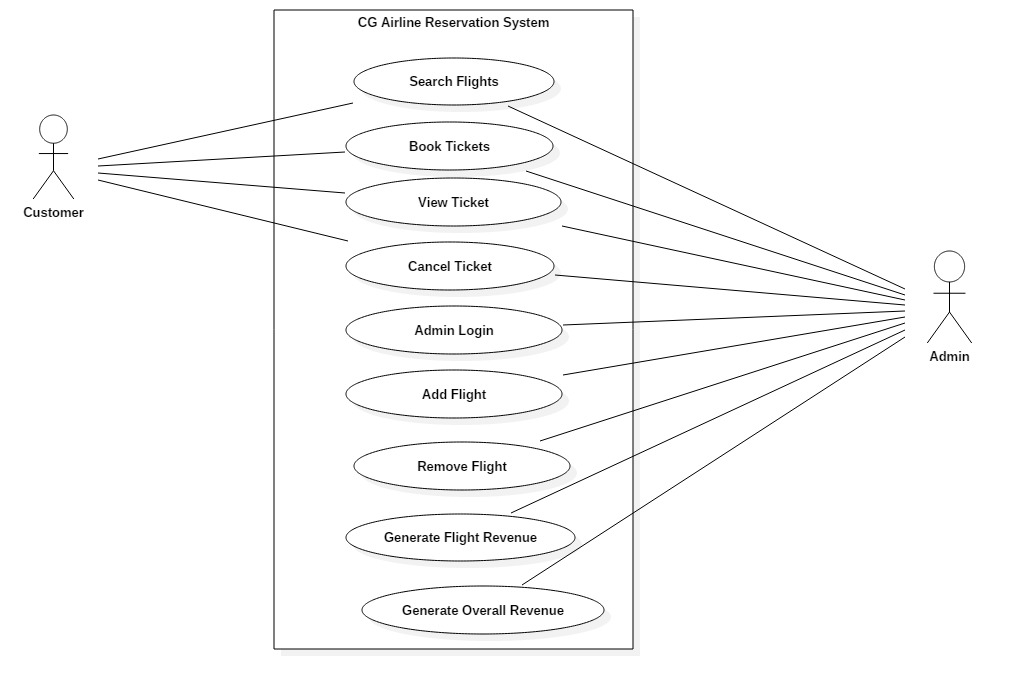 CG Airline Reservation System
Search Flights
Book Tickets
View Ticket
Customer
Cancel Ticket
Admin Login
Admin
Add Flight
Remove Flight
Generate Flight Revenue
Generate Overall Revenue